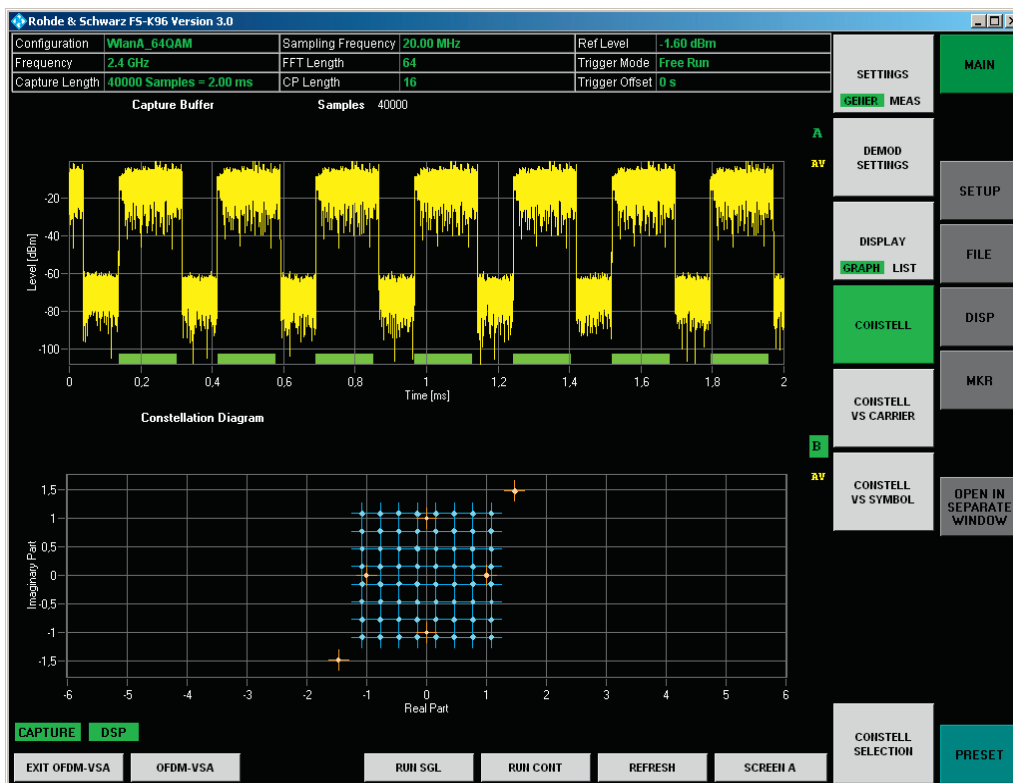 Rohde & Schwarz FS-K96 Version 3.0
Configuration WlanA_64QAM Sampling Frequency 20.00 MHz Ref Level -1.60 dBm
Frequency 2.4 GHz FFT Length 64 Trigger Mode Free Run
Capture Length 40000 Samples = 2.00 ms CP Length 16 Trigger Offset 0 s
Capture Buffer Samples 40000
A
AV
Level [dBm]
-20
-40
-60
-80
-100
0 0,2 0,4 0,6 0,8 1 1,2 1,4 1,6 1,8 2
Time [ms]
Constellation Diagram
B
AV
Imaginary Part
1,5
1
0,5
0
-0,5
-1
-1,5
-6 -5 -4 -3 -2 -1 0 1 2 3 4 5 6
Real Part
CAPTURE DSP
EXIT OFDM-VSA OFDM-VSA RUN SGL RUN CONT REFRESH SCREEN A
SETTINGS
GENER MEAS
DEMOD
SETTINGS
DISPLAY
GRAPH LIST
CONSTELL
CONSTELL
VS CARRIER
CONSTELL
VS SYMBOL
CONSTELL
SELECTION
MAIN
SETUP
FILE
DISP
MKR
OPEN IN
SEPARATE
WINDOW
PRESET